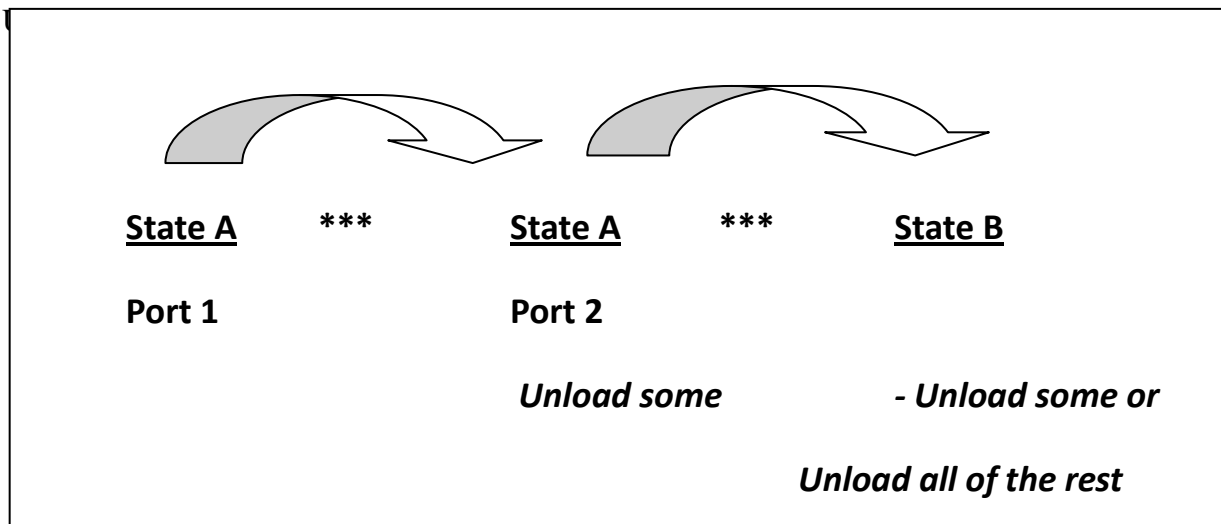 State A *** State A *** State B
Port 1 Port 2
Unload some - Unload some or
Unload all of the rest